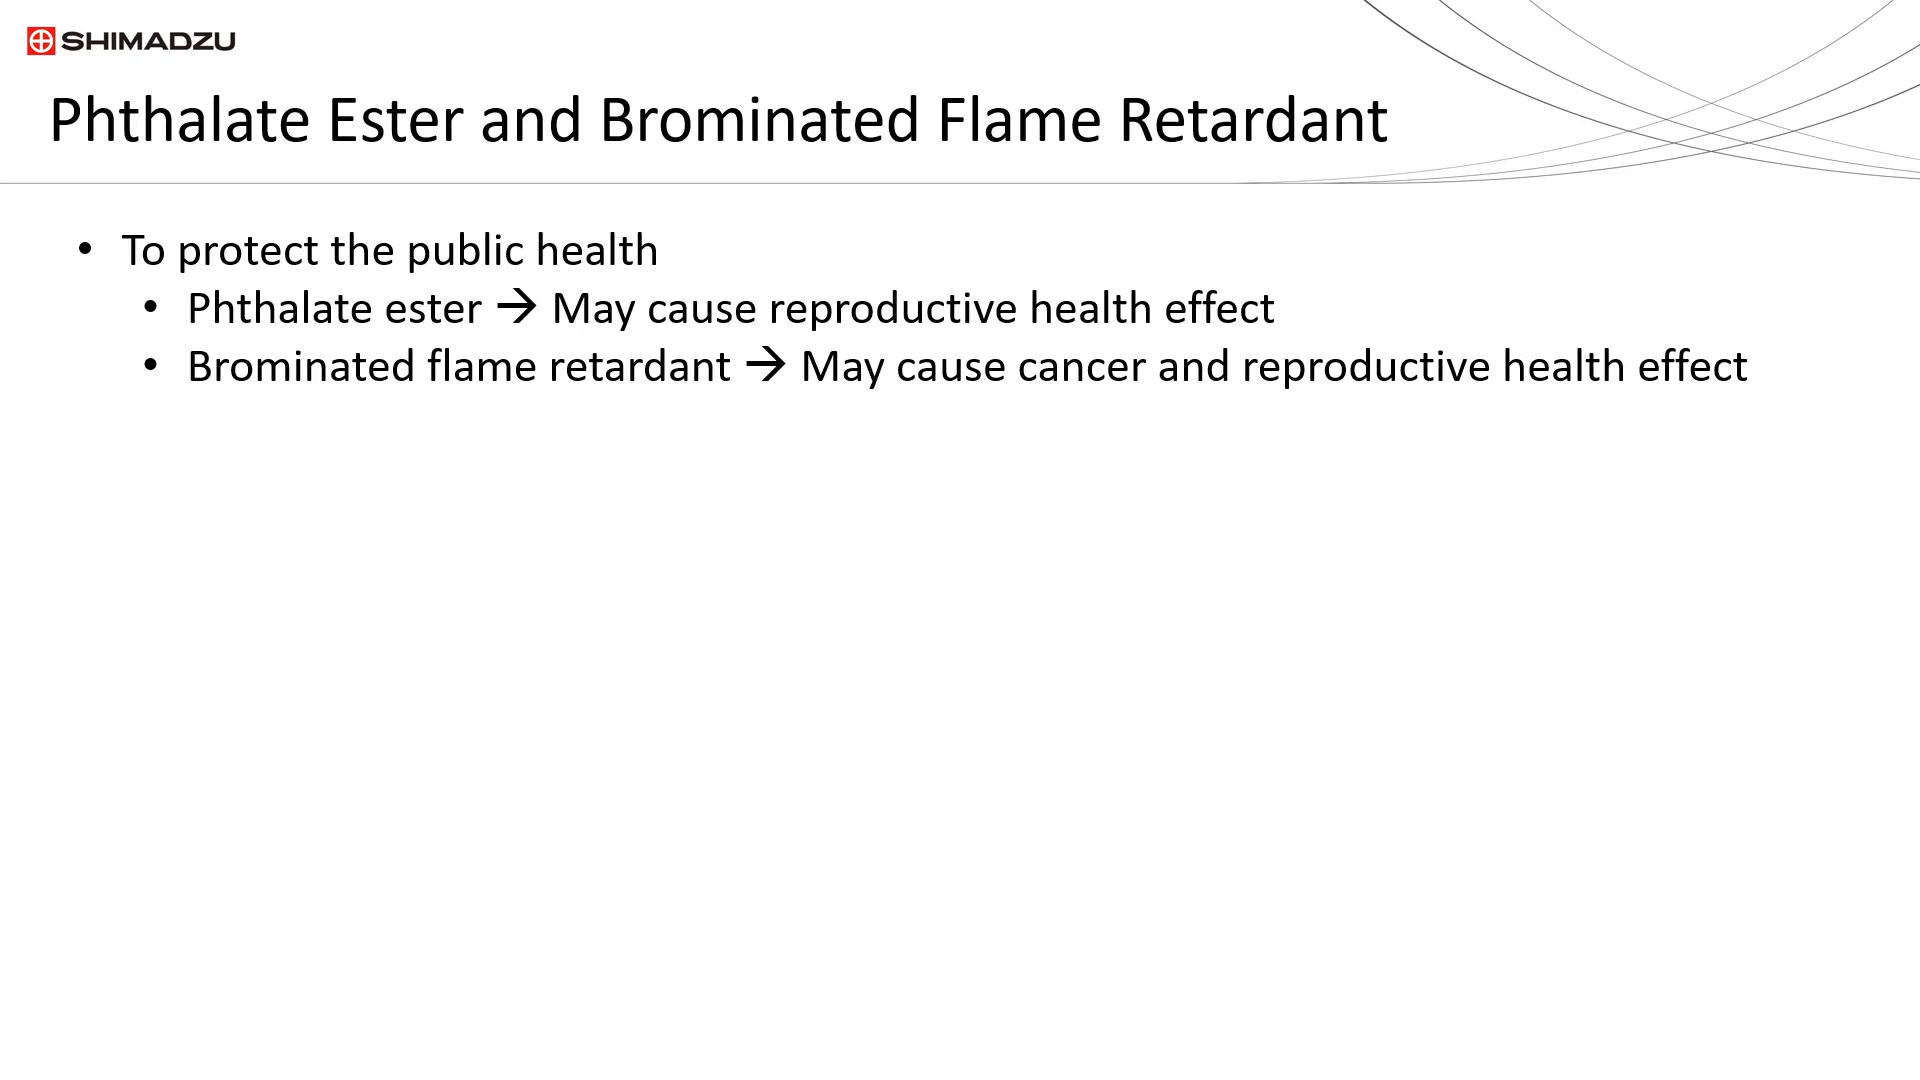 SHIMADZU
Phthalate Ester and Brominated Flame Retardant
• To protect the public health
• Phthalate ester → May cause reproductive health effect
• Brominated flame retardant → May cause cancer and reproductive health effect